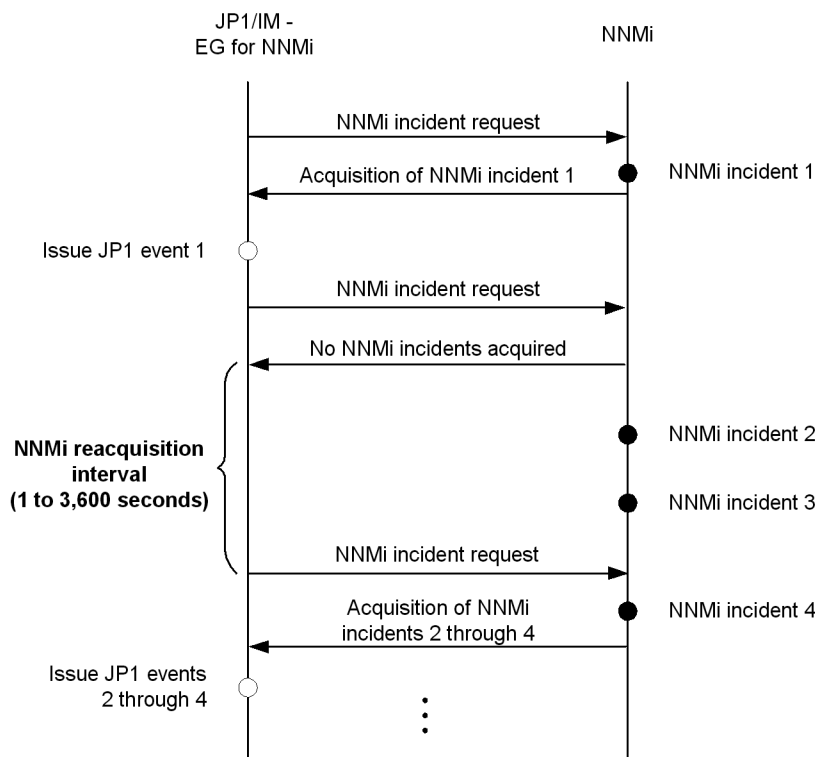 JP1/IM -
EG for NNMi
NNMi
NNMi incident request
NNMi incident 1
Acquisition of NNMi incident 1
Issue JP1 event 1
NNMi incident request
No NNMi incidents acquired
NNMi incident 2
NNMi reacquisition
interval
(1 to 3,600 seconds)
NNMi incident 3
NNMi incident request
Acquisition of NNMi
incidents 2 through 4
NNMi incident 4
Issue JP1 events
2 through 4